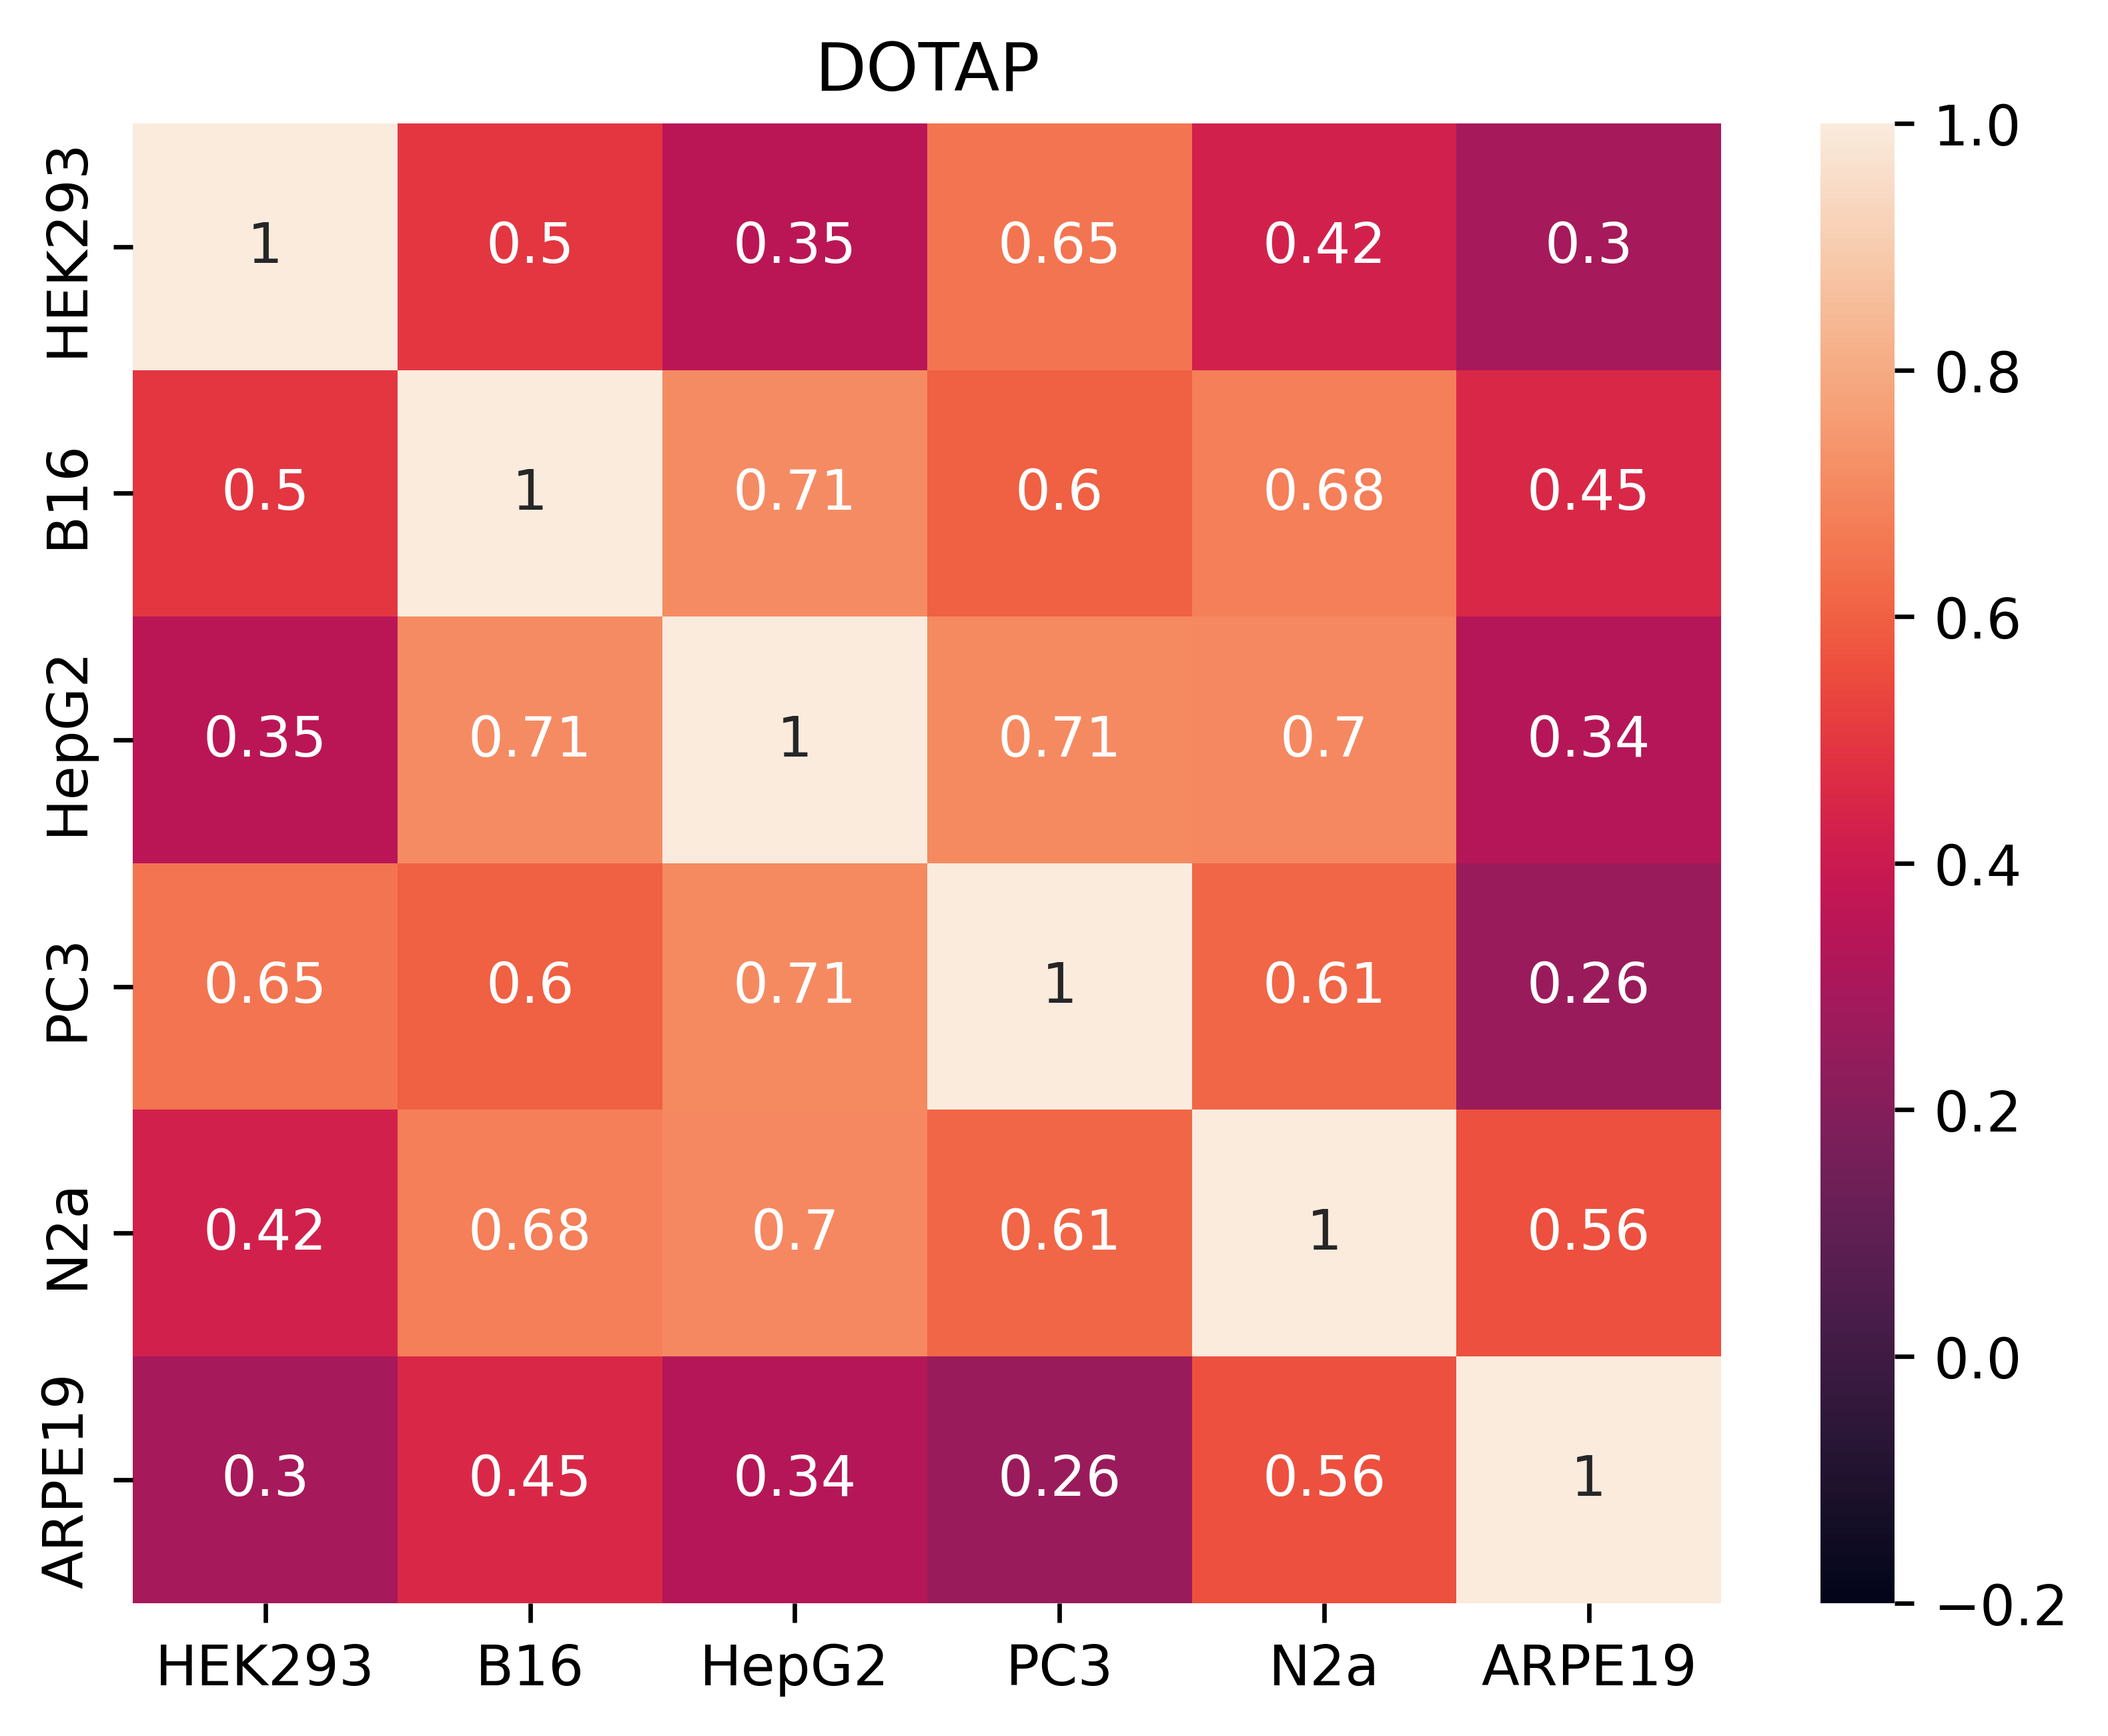 DOTAP
HEK293 1 0.5 0.35 0.65 0.42 0.3
B16 0.5 1 0.71 0.6 0.68 0.45
HepG2 0.35 0.71 1 0.71 0.7 0.34
PC3 0.65 0.6 0.71 1 0.61 0.26
N2a 0.42 0.68 0.7 0.61 1 0.56
ARPE19 0.3 0.45 0.34 0.26 0.56 1
HEK293 B16 HepG2 PC3 N2a ARPE19
1.0
0.8
0.6
0.4
0.2
0.0
−0.2